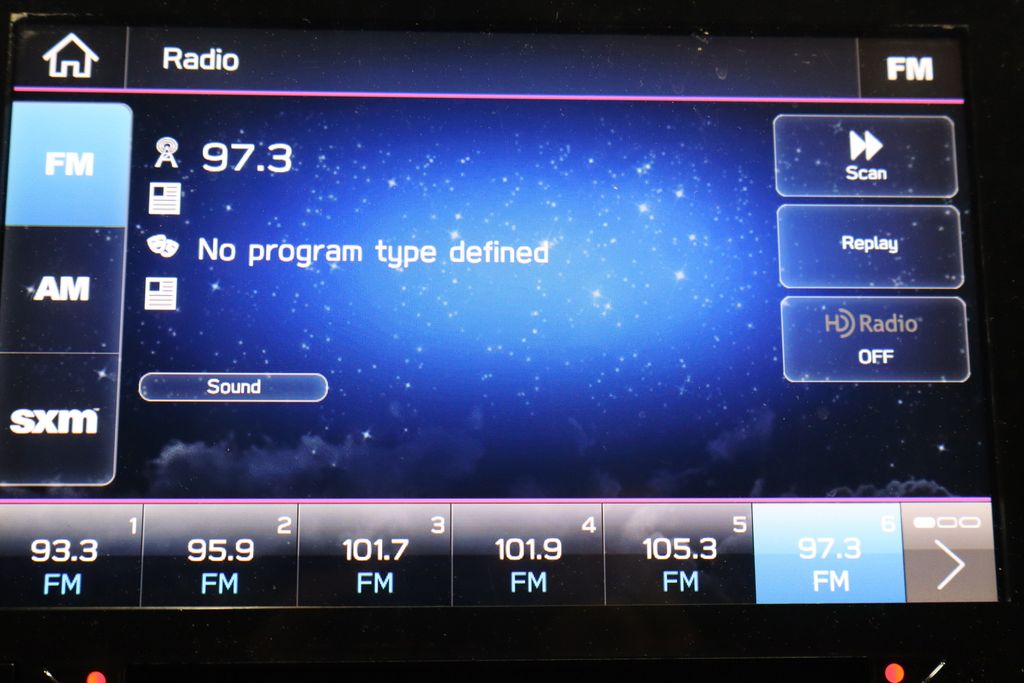 Radio
FM
FM
97.3
Scan
No program type defined
Replay
AM
HD Radio
OFF
Sound
sxm
1
93.3
FM
2
95.9
FM
3
101.7
FM
4
101.9
FM
5
105.3
FM
6
97.3
FM